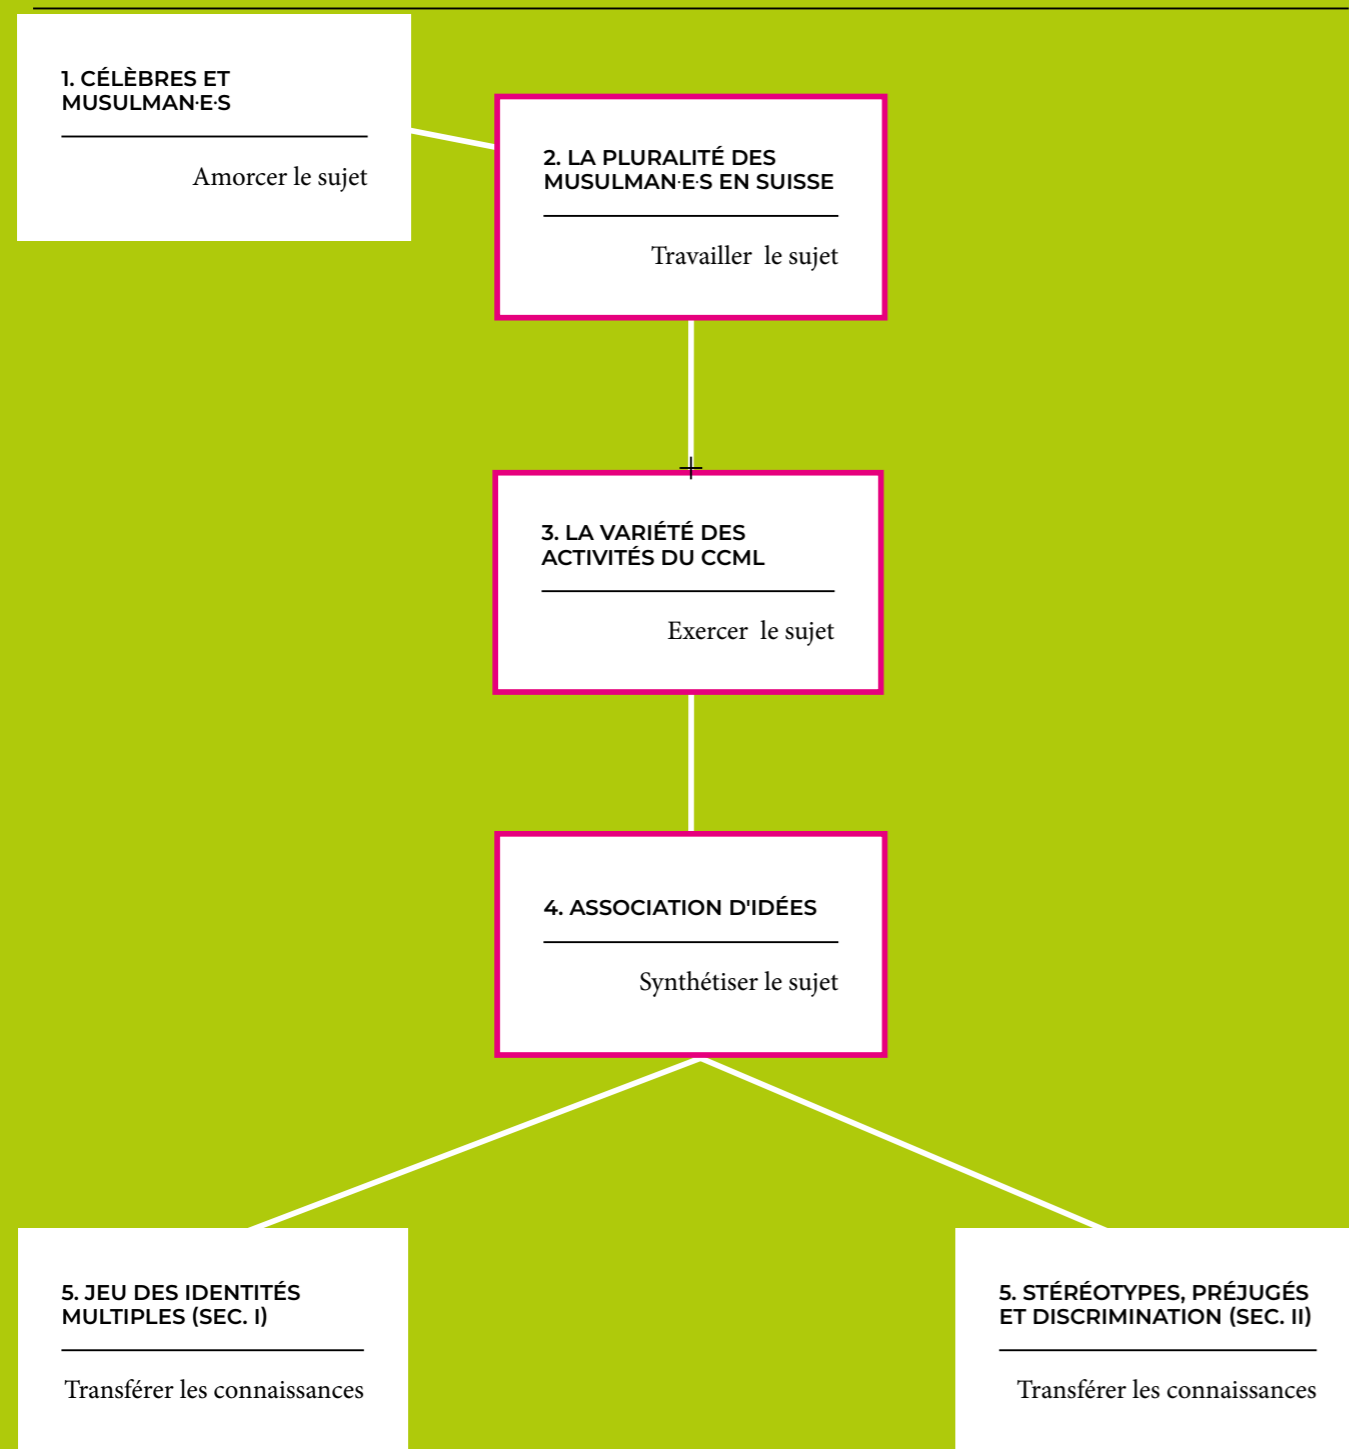 1. CÉLÈBRES ET
MUSULMAN·E·S
Amorcer le sujet
2. LA PLURALITÉ DES
MUSULMAN·E·S EN SUISSE
Travailler le sujet
3. LA VARIÉTÉ DES
ACTIVITÉS DU CCML
Exercer le sujet
4. ASSOCIATION D'IDÉES
Synthétiser le sujet
5. JEU DES IDENTITÉS
MULTIPLES (SEC. I)
Transférer les connaissances
5. STÉRÉOTYPES, PRÉJUGÉS
ET DISCRIMINATION (SEC. II)
Transférer les connaissances